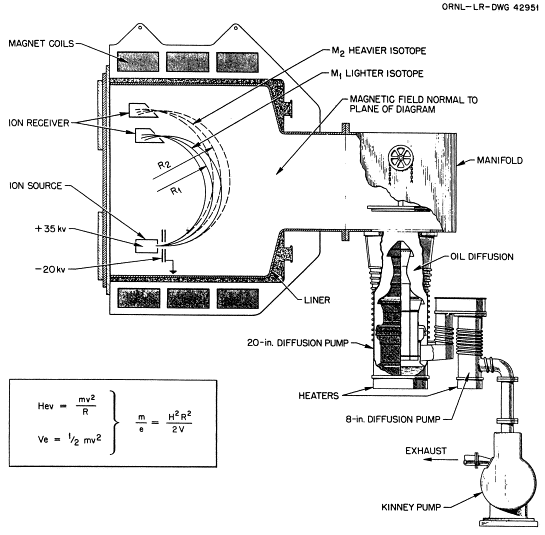 ORNL-LR-DWG 42951
MAGNET COILS
M2 HEAVIER ISOTOPE
M1 LIGHTER ISOTOPE
MAGNETIC FIELD NORMAL TO
PLANE OF DIAGRAM
ION RECEIVER
MANIFOLD
R2
R1
ION SOURCE
+35 kv
-20 kv
OIL DIFFUSION
LINER
20-in. DIFFUSION PUMP
HEATERS
8-in. DIFFUSION PUMP
EXHAUST
KINNEY PUMP
Hev = mv²/R
Ve = 1/2 mv²
m/e = H²R²/2V